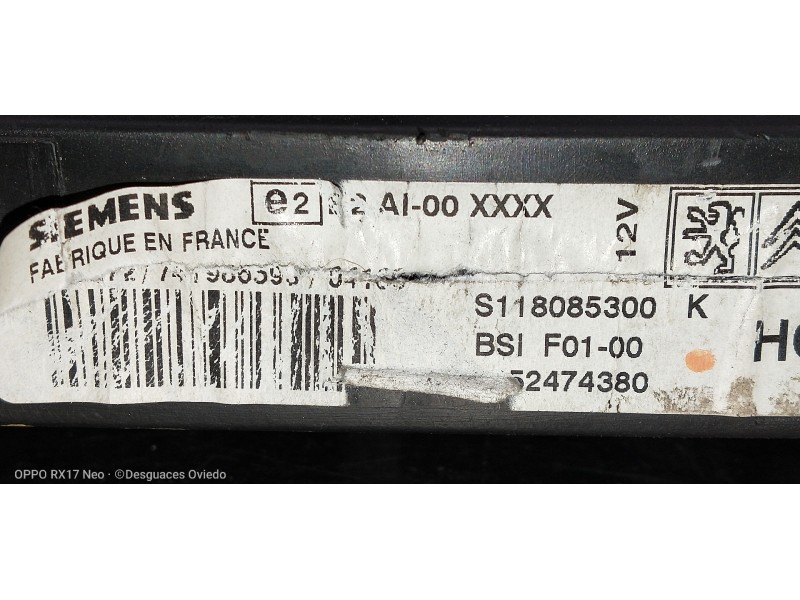 SIEMENS e2 AI-00 XXXX
FABRIQUE EN FRANCE
12V
S118085300 K
BSI F01-00
52474380
OPPO RX17 Neo · ©Desguaces Oviedo